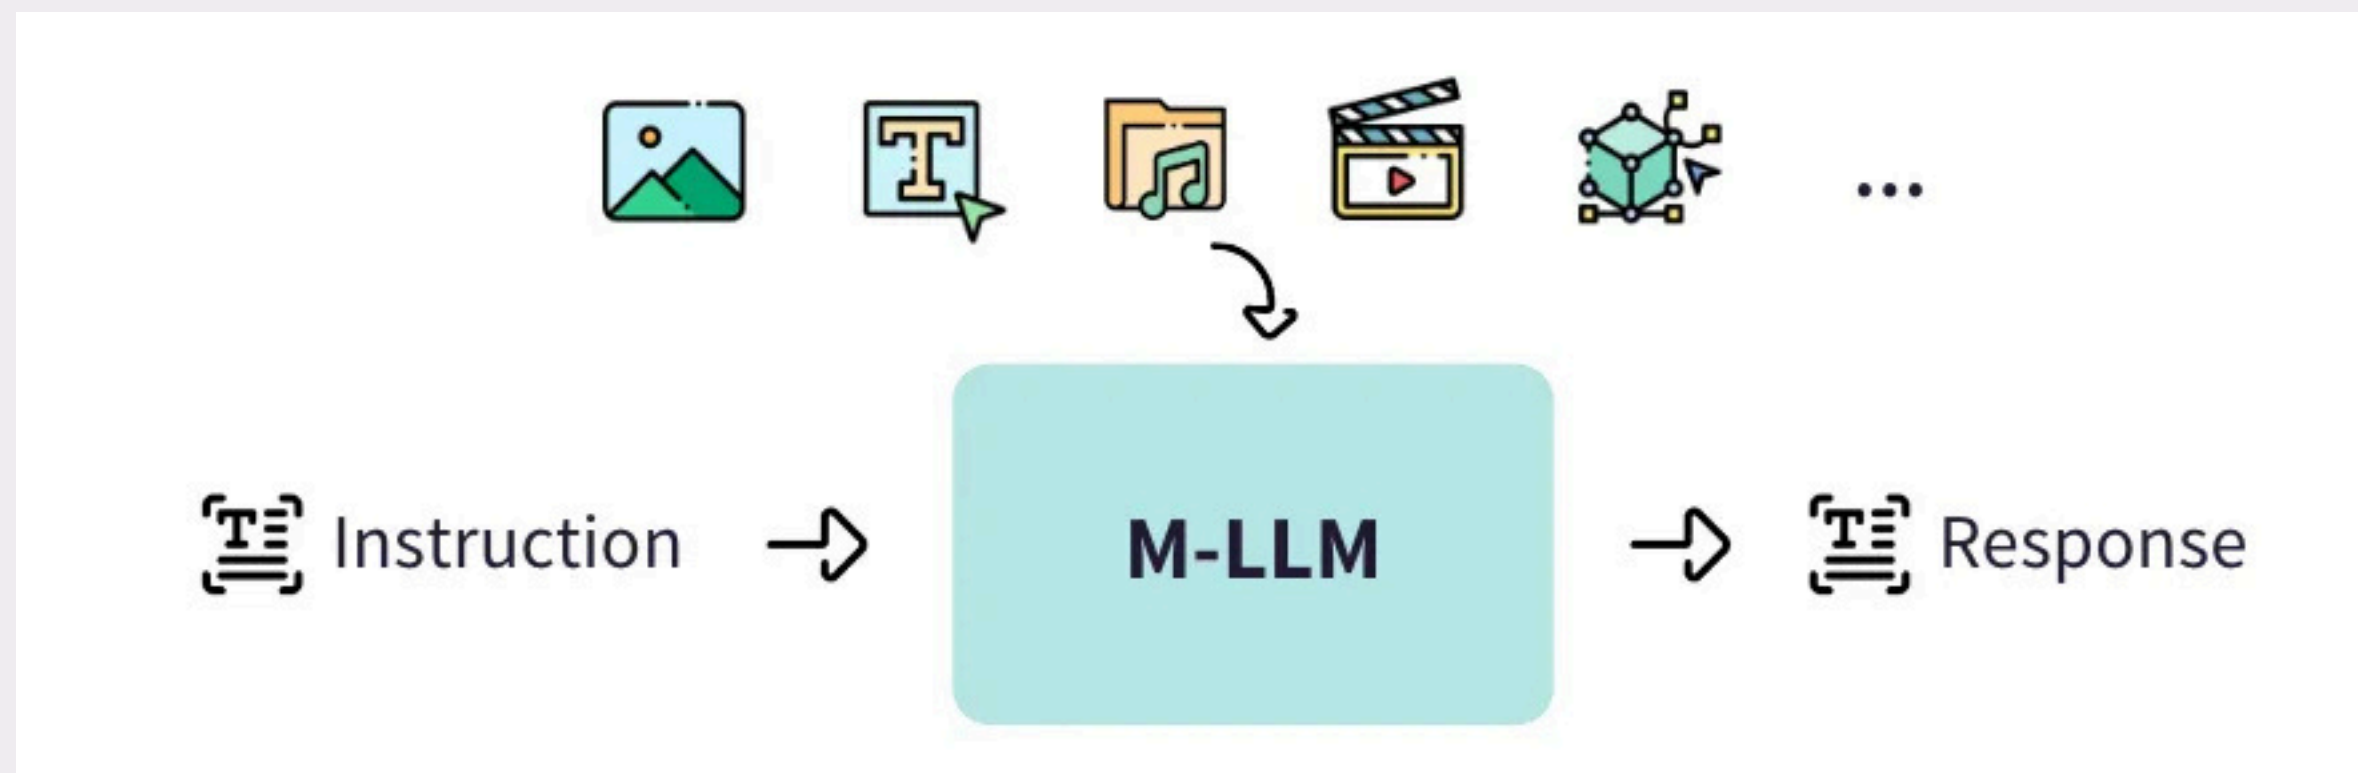 T
...
T Instruction
M-LLM
T Response